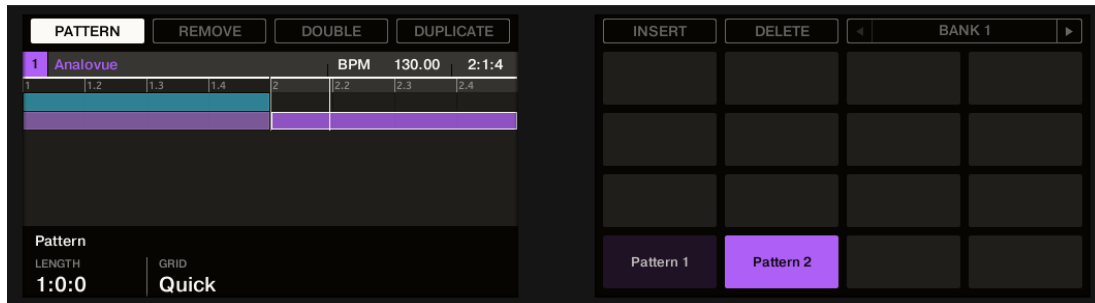 PATTERN REMOVE DOUBLE DUPLICATE
1 Analovue BPM 130.00 2:1:4
1 1.2 1.3 1.4 2 2.2 2.3 2.4
Pattern
LENGTH GRID
1:0:0 Quick
INSERT DELETE BANK 1
Pattern 1 Pattern 2